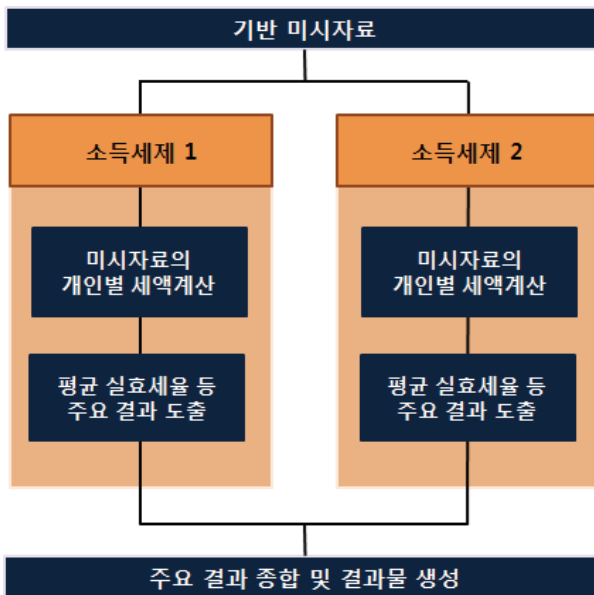 기반 미시자료
소득세제 1
소득세제 2
미시자료의
개인별 세액계산
미시자료의
개인별 세액계산
평균 실효세율 등
주요 결과 도출
평균 실효세율 등
주요 결과 도출
주요 결과 종합 및 결과물 생성